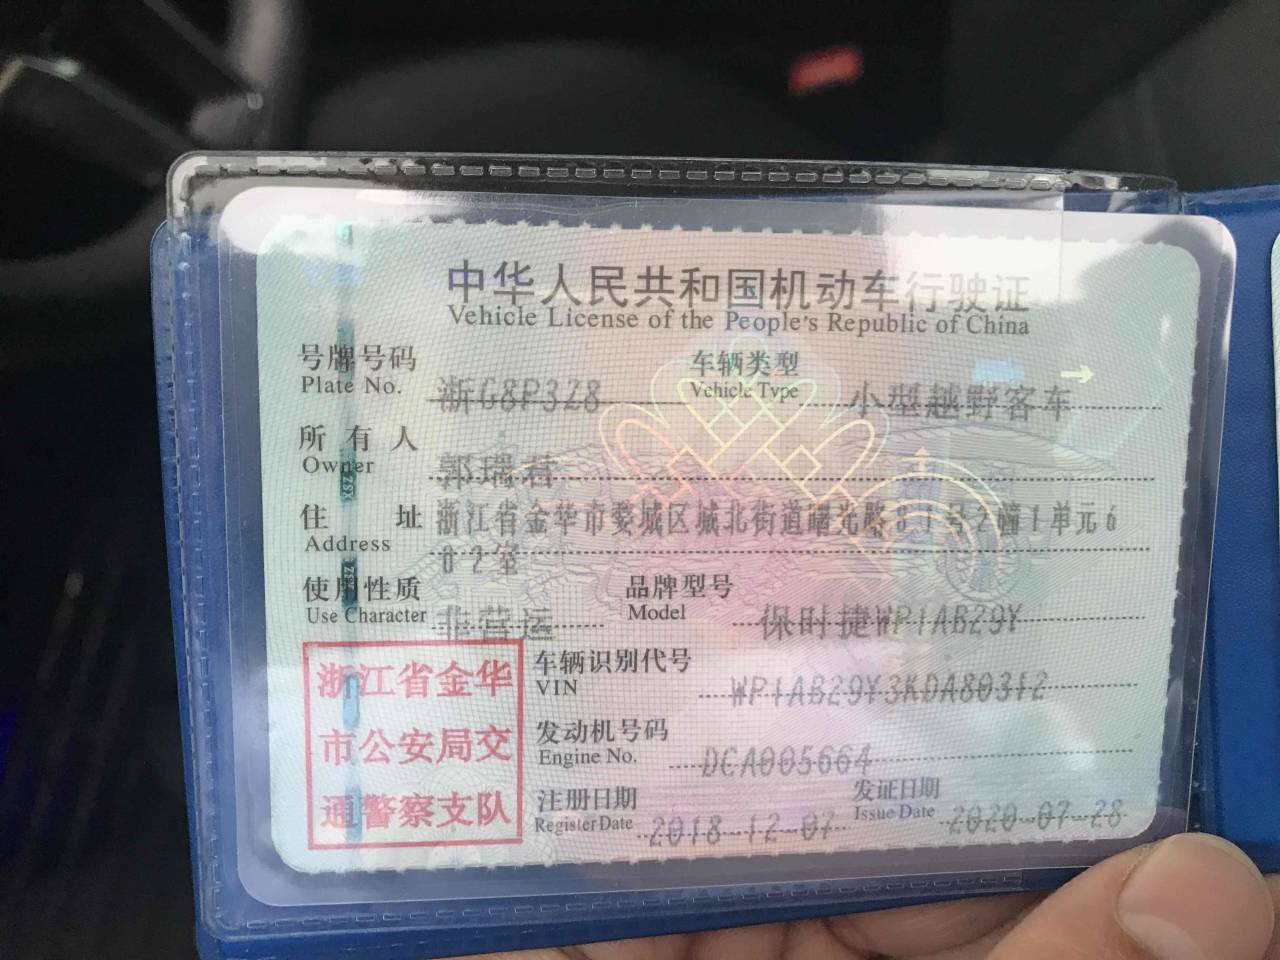 中华人民共和国机动车行驶证
Vehicle License of the People's Republic of China
号牌号码 浙G8P3Z8 车辆类型 小型越野客车
Plate No. Vehicle Type
所有人 郭瑞
Owner
住址 浙江省金华市婺城区城北街道曙光路81号2幢1单元6
Address 02室
使用性质 非营运 品牌型号 保时捷WP1AB29Y
Use Character Model
浙江省金华
市公安局交
通警察支队
车辆识别代号
VIN WP1AB29Y3KDA80312
发动机号码
Engine No. DCA005664
注册日期 2018-12-07 发证日期 2020-07-28
Register Date Issue Date